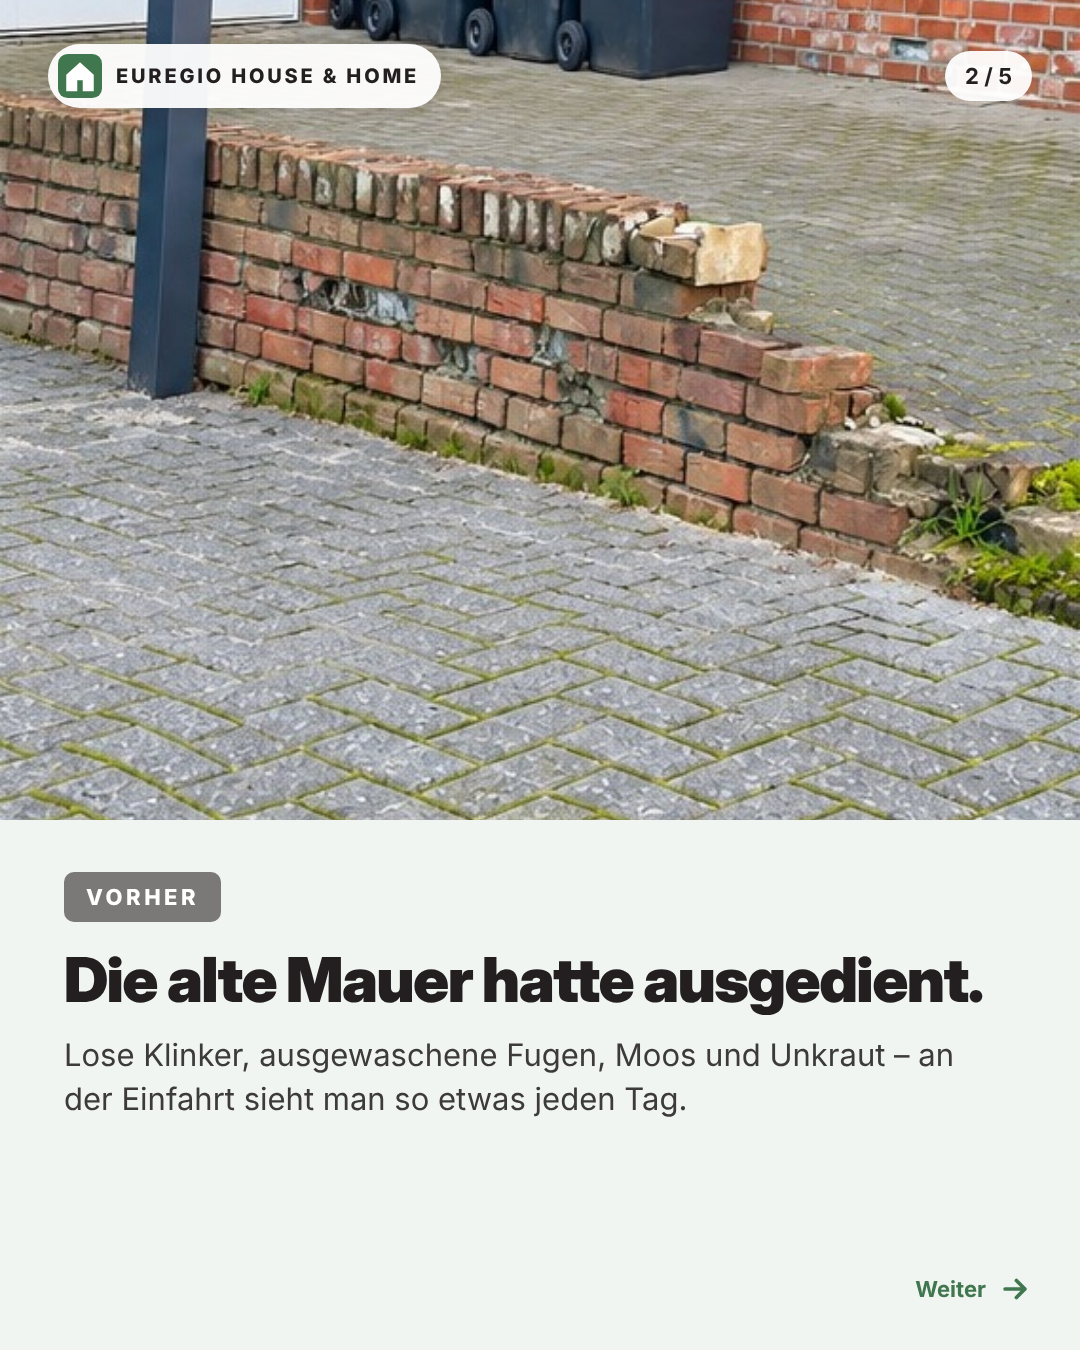 EUREGIO HOUSE & HOME
2 / 5
VORHER
Die alte Mauer hatte ausgedient.
Lose Klinker, ausgewaschene Fugen, Moos und Unkraut – an
der Einfahrt sieht man so etwas jeden Tag.
Weiter →